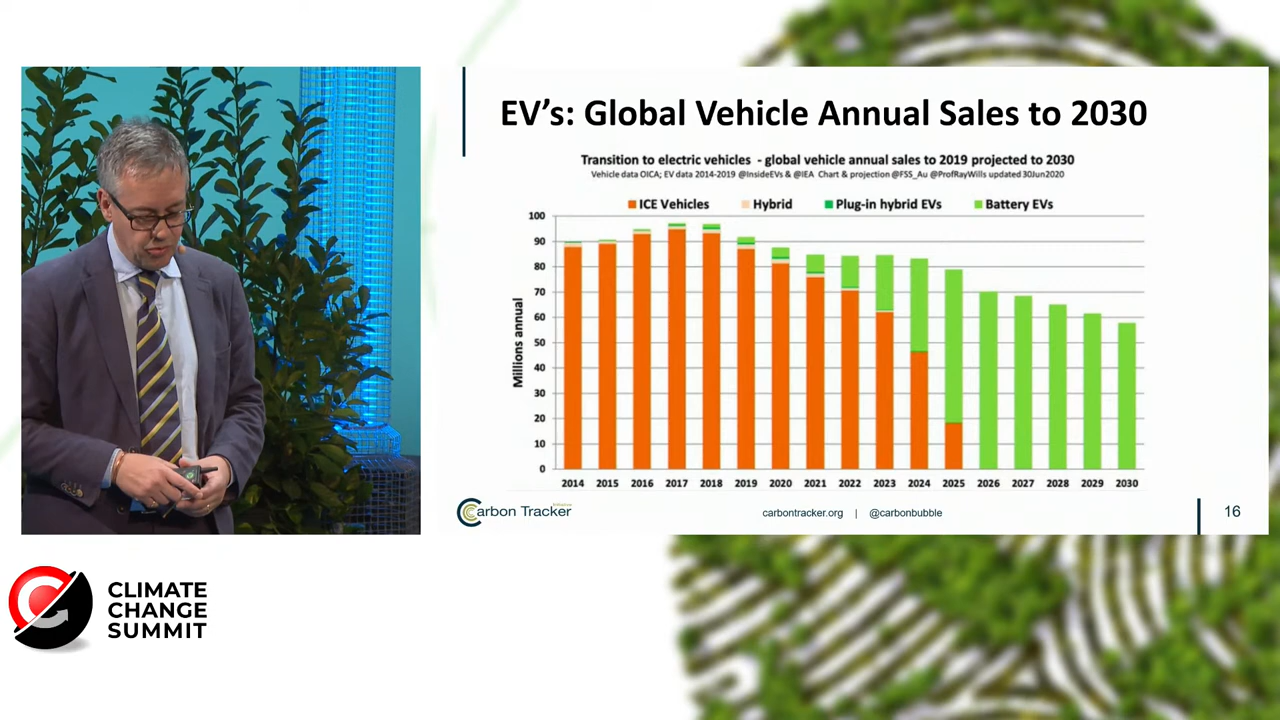 EV's: Global Vehicle Annual Sales to 2030
Transition to electric vehicles - global vehicle annual sales to 2019 projected to 2030
Vehicle data OICA; EV data 2014-2019 @InsideEVs & @IEA Chart & projection @FSS_Au @ProfRayWills updated 30Jun2020
ICE Vehicles Hybrid Plug-in hybrid EVs Battery EVs
Millions annual
100
90
80
70
60
50
40
30
20
10
0
2014 2015 2016 2017 2018 2019 2020 2021 2022 2023 2024 2025 2026 2027 2028 2029 2030
Carbon Tracker
Initiative
carbontracker.org | @carbonbubble
16
CLIMATE
CHANGE
SUMMIT